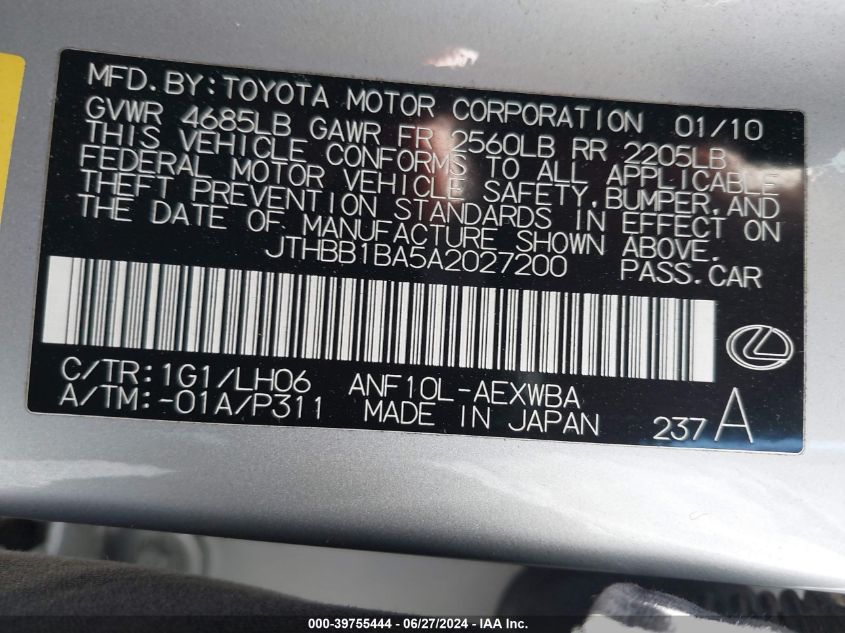 MFD.BY:TOYOTA MOTOR CORPORATION 01/10
GVWR 4685LB GAWR FR 2560LB RR 2205LB
THIS VEHICLE CONFORMS TO ALL APPLICABLE
FEDERAL MOTOR VEHICLE SAFETY,BUMPER,AND
THEFT PREVENTION STANDARDS IN EFFECT ON
THE DATE OF MANUFACTURE SHOWN ABOVE.
JTHBB1BA5A2027200 PASS.CAR
C/TR:1G1/LH06 ANF10L-AEXWBA
A/TM:-01A/P311 MADE IN JAPAN 237A
000-39755444 - 06/27/2024 - IAA Inc.